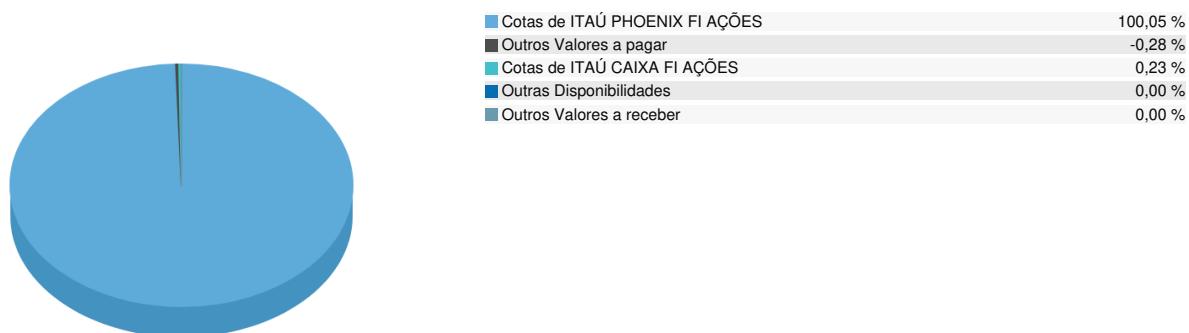 Cotas de ITAÚ PHOENIX FI AÇÕES 100,05 %
Outros Valores a pagar -0,28 %
Cotas de ITAÚ CAIXA FI AÇÕES 0,23 %
Outras Disponibilidades 0,00 %
Outros Valores a receber 0,00 %